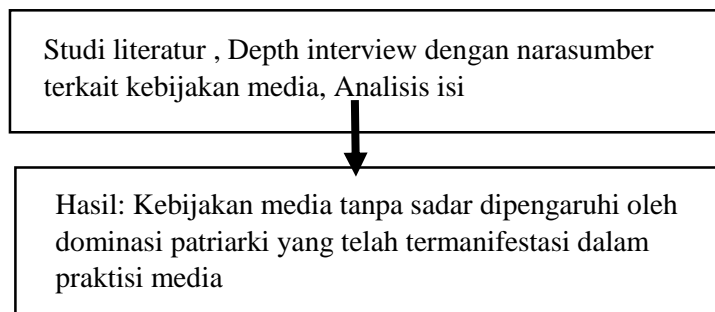 Studi literatur , Depth interview dengan narasumber
terkait kebijakan media, Analisis isi
Hasil: Kebijakan media tanpa sadar dipengaruhi oleh
dominasi patriarki yang telah termanifestasi dalam
praktisi media